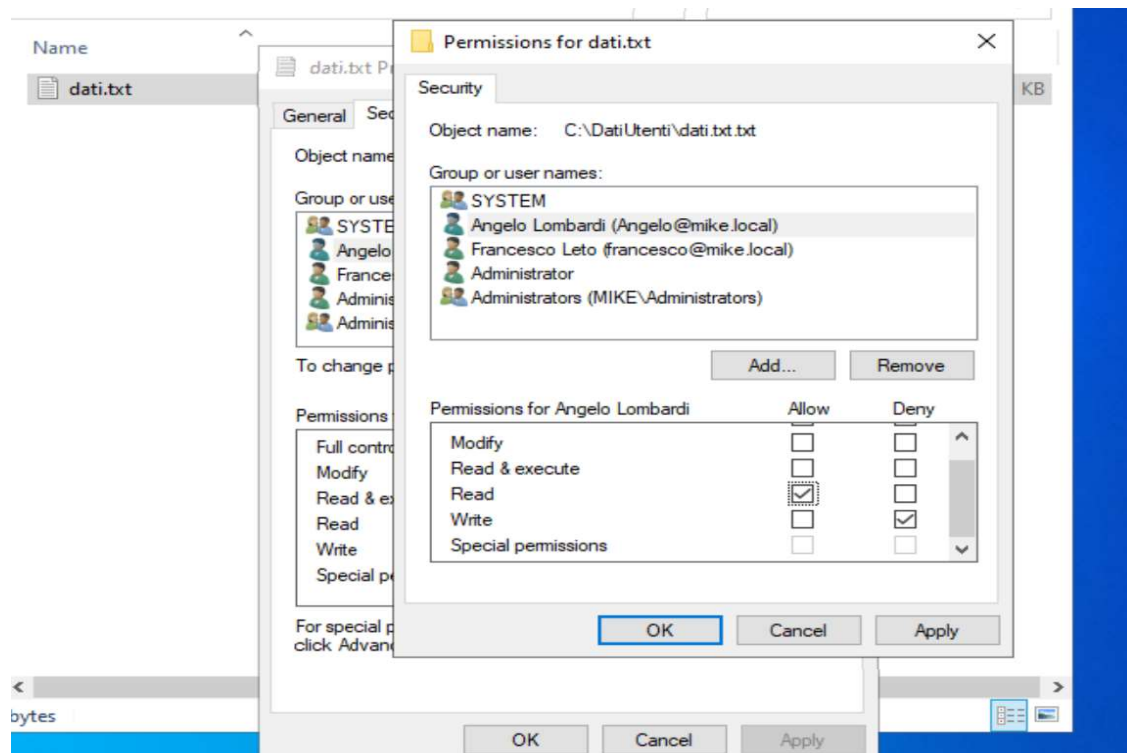 Name
dati.txt
KB
bytes
dati.txt Pr
General Sec
Object name
Group or use
SYSTE
Angelo
France
Adminis
Adminis
To change p
Permissions
Full contro
Modify
Read & ex
Read
Write
Special pe
For special p
click Advan
OK Cancel Apply
Permissions for dati.txt
Security
Object name: C:\DatiUtenti\dati.txt.txt
Group or user names:
SYSTEM
Angelo Lombardi (Angelo@mike.local)
Francesco Leto (francesco@mike.local)
Administrator
Administrators (MIKE\Administrators)
Add... Remove
Permissions for Angelo Lombardi Allow Deny
Modify
Read & execute
Read
Write
Special permissions
OK Cancel Apply